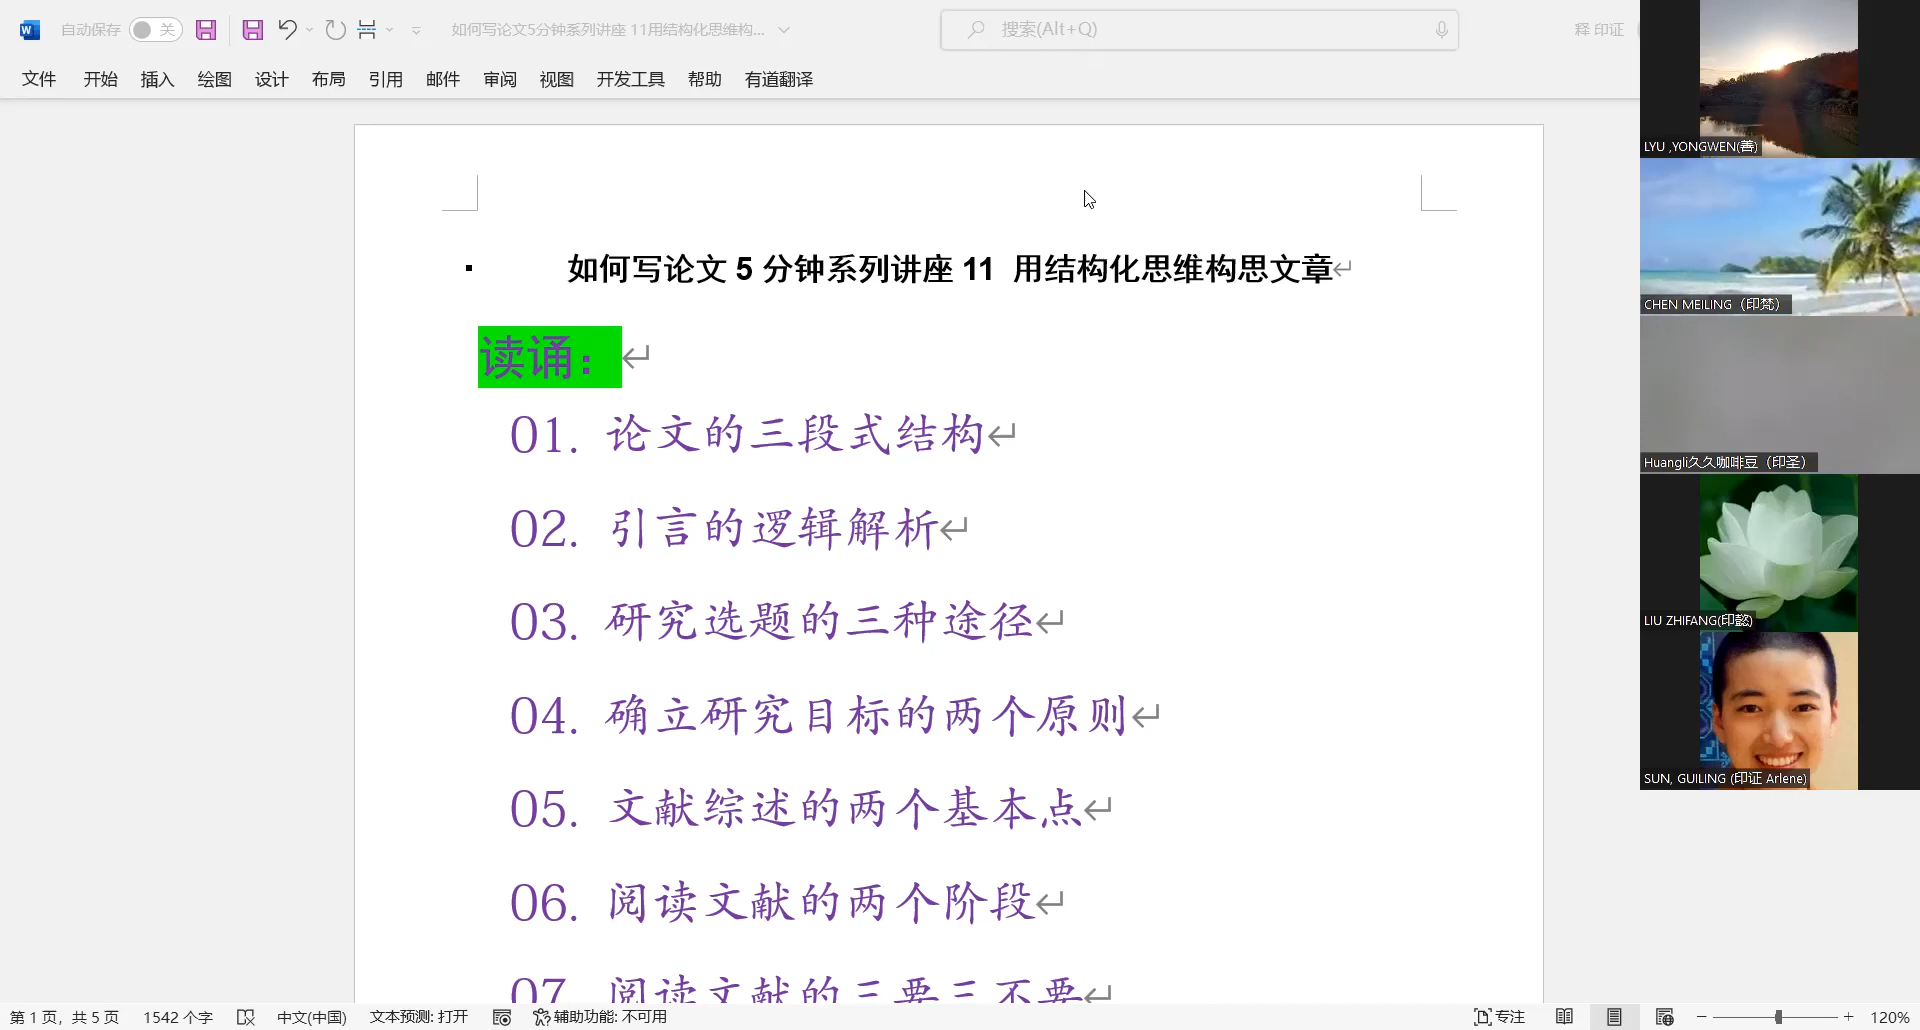 自动保存 关 如何写论文5分钟系列讲座 11用结构化思维构... 搜索(Alt+Q) 释 印证
文件 开始 插入 绘图 设计 布局 引用 邮件 审阅 视图 开发工具 帮助 有道翻译
LYU ,YONGWEN(善)
CHEN MEILING（印梵）
Huangli久久咖啡豆（印圣）
LIU ZHIFANG(印懿)
SUN, GUILING (印证 Arlene)
如何写论文 5 分钟系列讲座 11 用结构化思维构思文章
读诵：
01. 论文的三段式结构
02. 引言的逻辑解析
03. 研究选题的三种途径
04. 确立研究目标的两个原则
05. 文献综述的两个基本点
06. 阅读文献的两个阶段
07. 阅读文献的三要三不要
第 1 页，共 5 页 1542 个字 中文(中国) 文本预测: 打开 辅助功能: 不可用 专注 120%